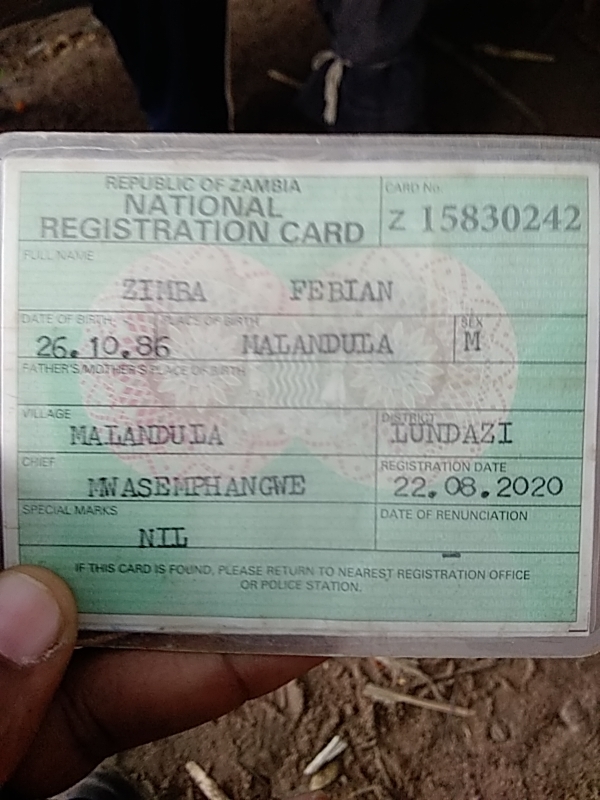 REPUBLIC OF ZAMBIA
NATIONAL
REGISTRATION CARD
CARD No.
Z 15830242
FULL NAME
ZIMBA FEBIAN
DATE OF BIRTH PLACE OF BIRTH SEX
26.10.86 MALANDULA M
FATHER'S/MOTHER'S PLACE OF BIRTH
VILLAGE DISTRICT
MALANDULA LUNDAZI
CHIEF REGISTRATION DATE
MWASEMPHANGWE 22.08.2020
SPECIAL MARKS DATE OF RENUNCIATION
NIL —
IF THIS CARD IS FOUND, PLEASE RETURN TO NEAREST REGISTRATION OFFICE
OR POLICE STATION.